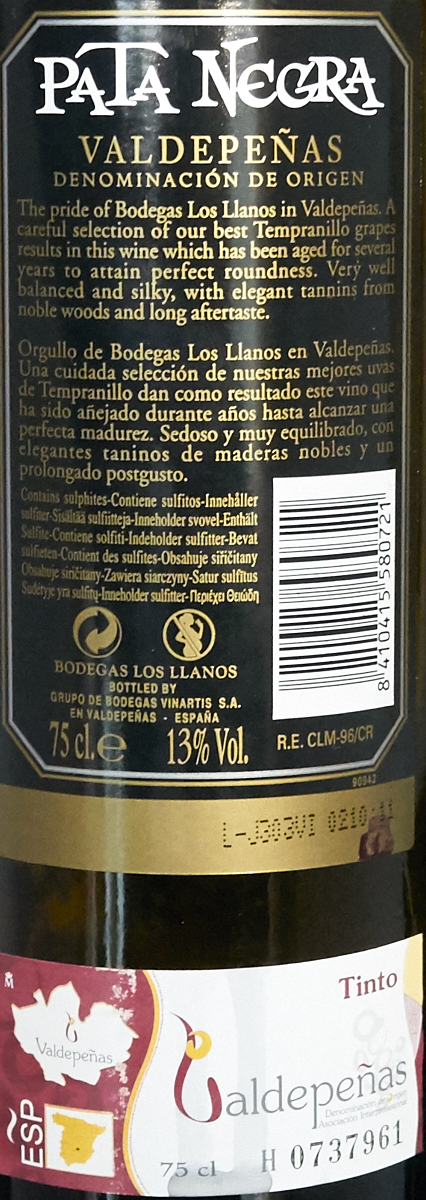 PATA NEGRA
VALDEPEÑAS
DENOMINACIÓN DE ORIGEN
The pride of Bodegas Los Llanos in Valdepeñas. A
careful selection of our best Tempranillo grapes
results in this wine which has been aged for several
years to attain perfect roundness. Very well
balanced and silky, with elegant tannins from
noble woods and long aftertaste.
Orgullo de Bodegas Los Llanos en Valdepeñas.
Una cuidada selección de nuestras mejores uvas
de Tempranillo dan como resultado este vino que
ha sido añejado durante años hasta alcanzar una
perfecta madurez. Sedoso y muy equilibrado, con
elegantes taninos de maderas nobles y un
prolongado postgusto.
Contains sulphites-Contiene sulfitos-Innehåller
sulfiter-Sisältää sulfiitteja-Inneholder svovel-Enthält
Sulfite-Contiene solfiti-Indeholder sulfitter-Bevat
sulfieten-Contient des sulfites-Obsahuje siřičitany
Obsahuje siričitany-Zawiera siarczyny-Satur sulfītus
Sudėtyje yra sulfitų-Inneholder sulfitter-Περιέχει Θειώδη
8 410415 580721
BODEGAS LOS LLANOS
BOTTLED BY
GRUPO DE BODEGAS VINARTIS S.A.
EN VALDEPEÑAS - ESPAÑA
75 cl. e 13% Vol. R.E. CLM-96/CR
90942
Tinto
Valdepeñas
Valdepeñas
Denominación de Origen
Asociación Interprofesional
ESP
75 cl H 0737961